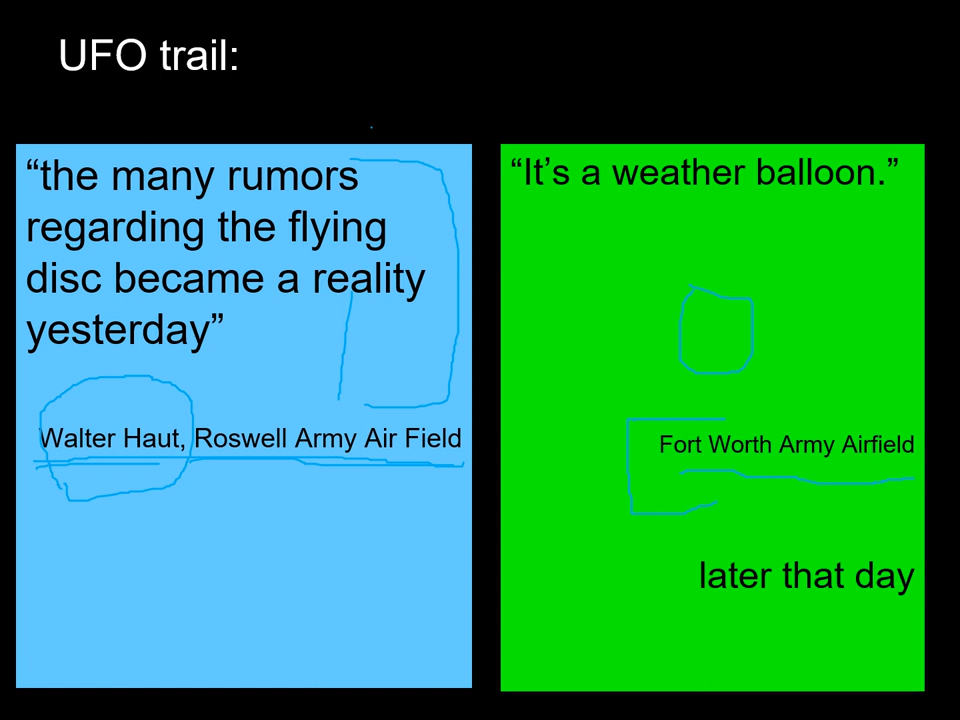 UFO trail:
“the many rumors
regarding the flying
disc became a reality
yesterday”
Walter Haut, Roswell Army Air Field
“It’s a weather balloon.”
Fort Worth Army Airfield
later that day